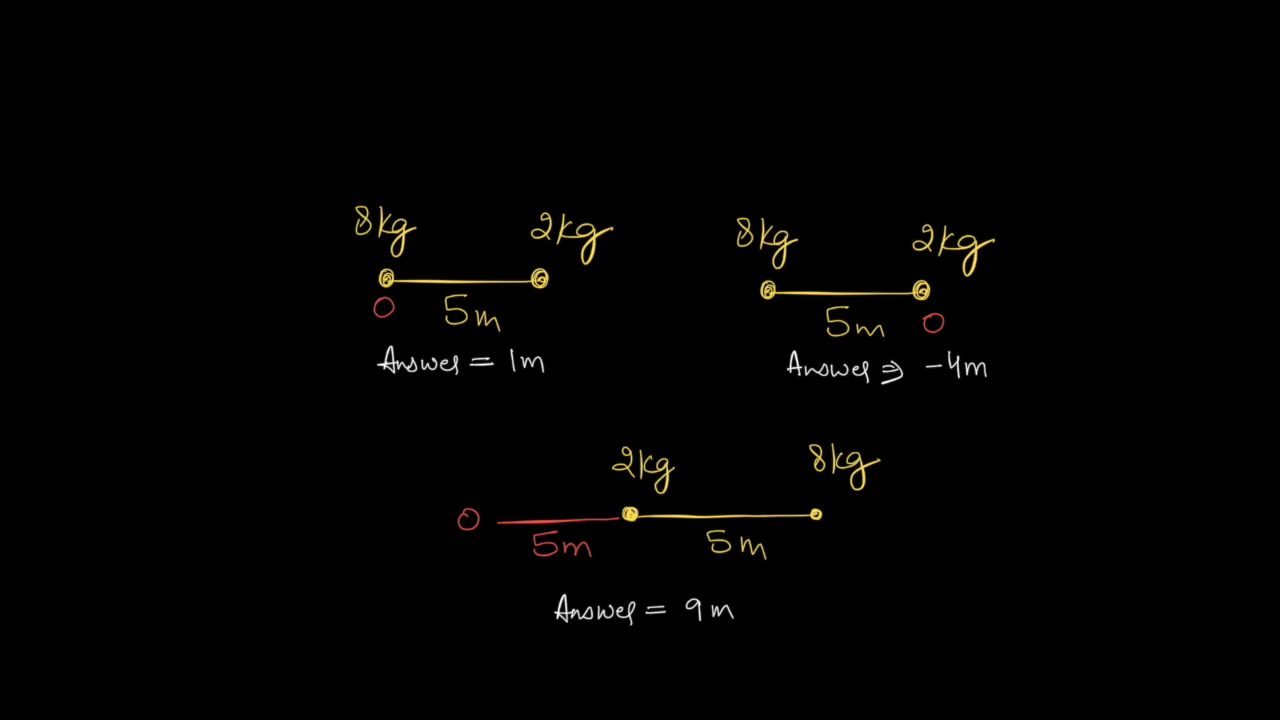 8kg 2kg
O 5m
Answer = 1m
8kg 2kg
5m O
Answer ⇒ -4m
2kg 8kg
O 5m 5m
Answer = 9m